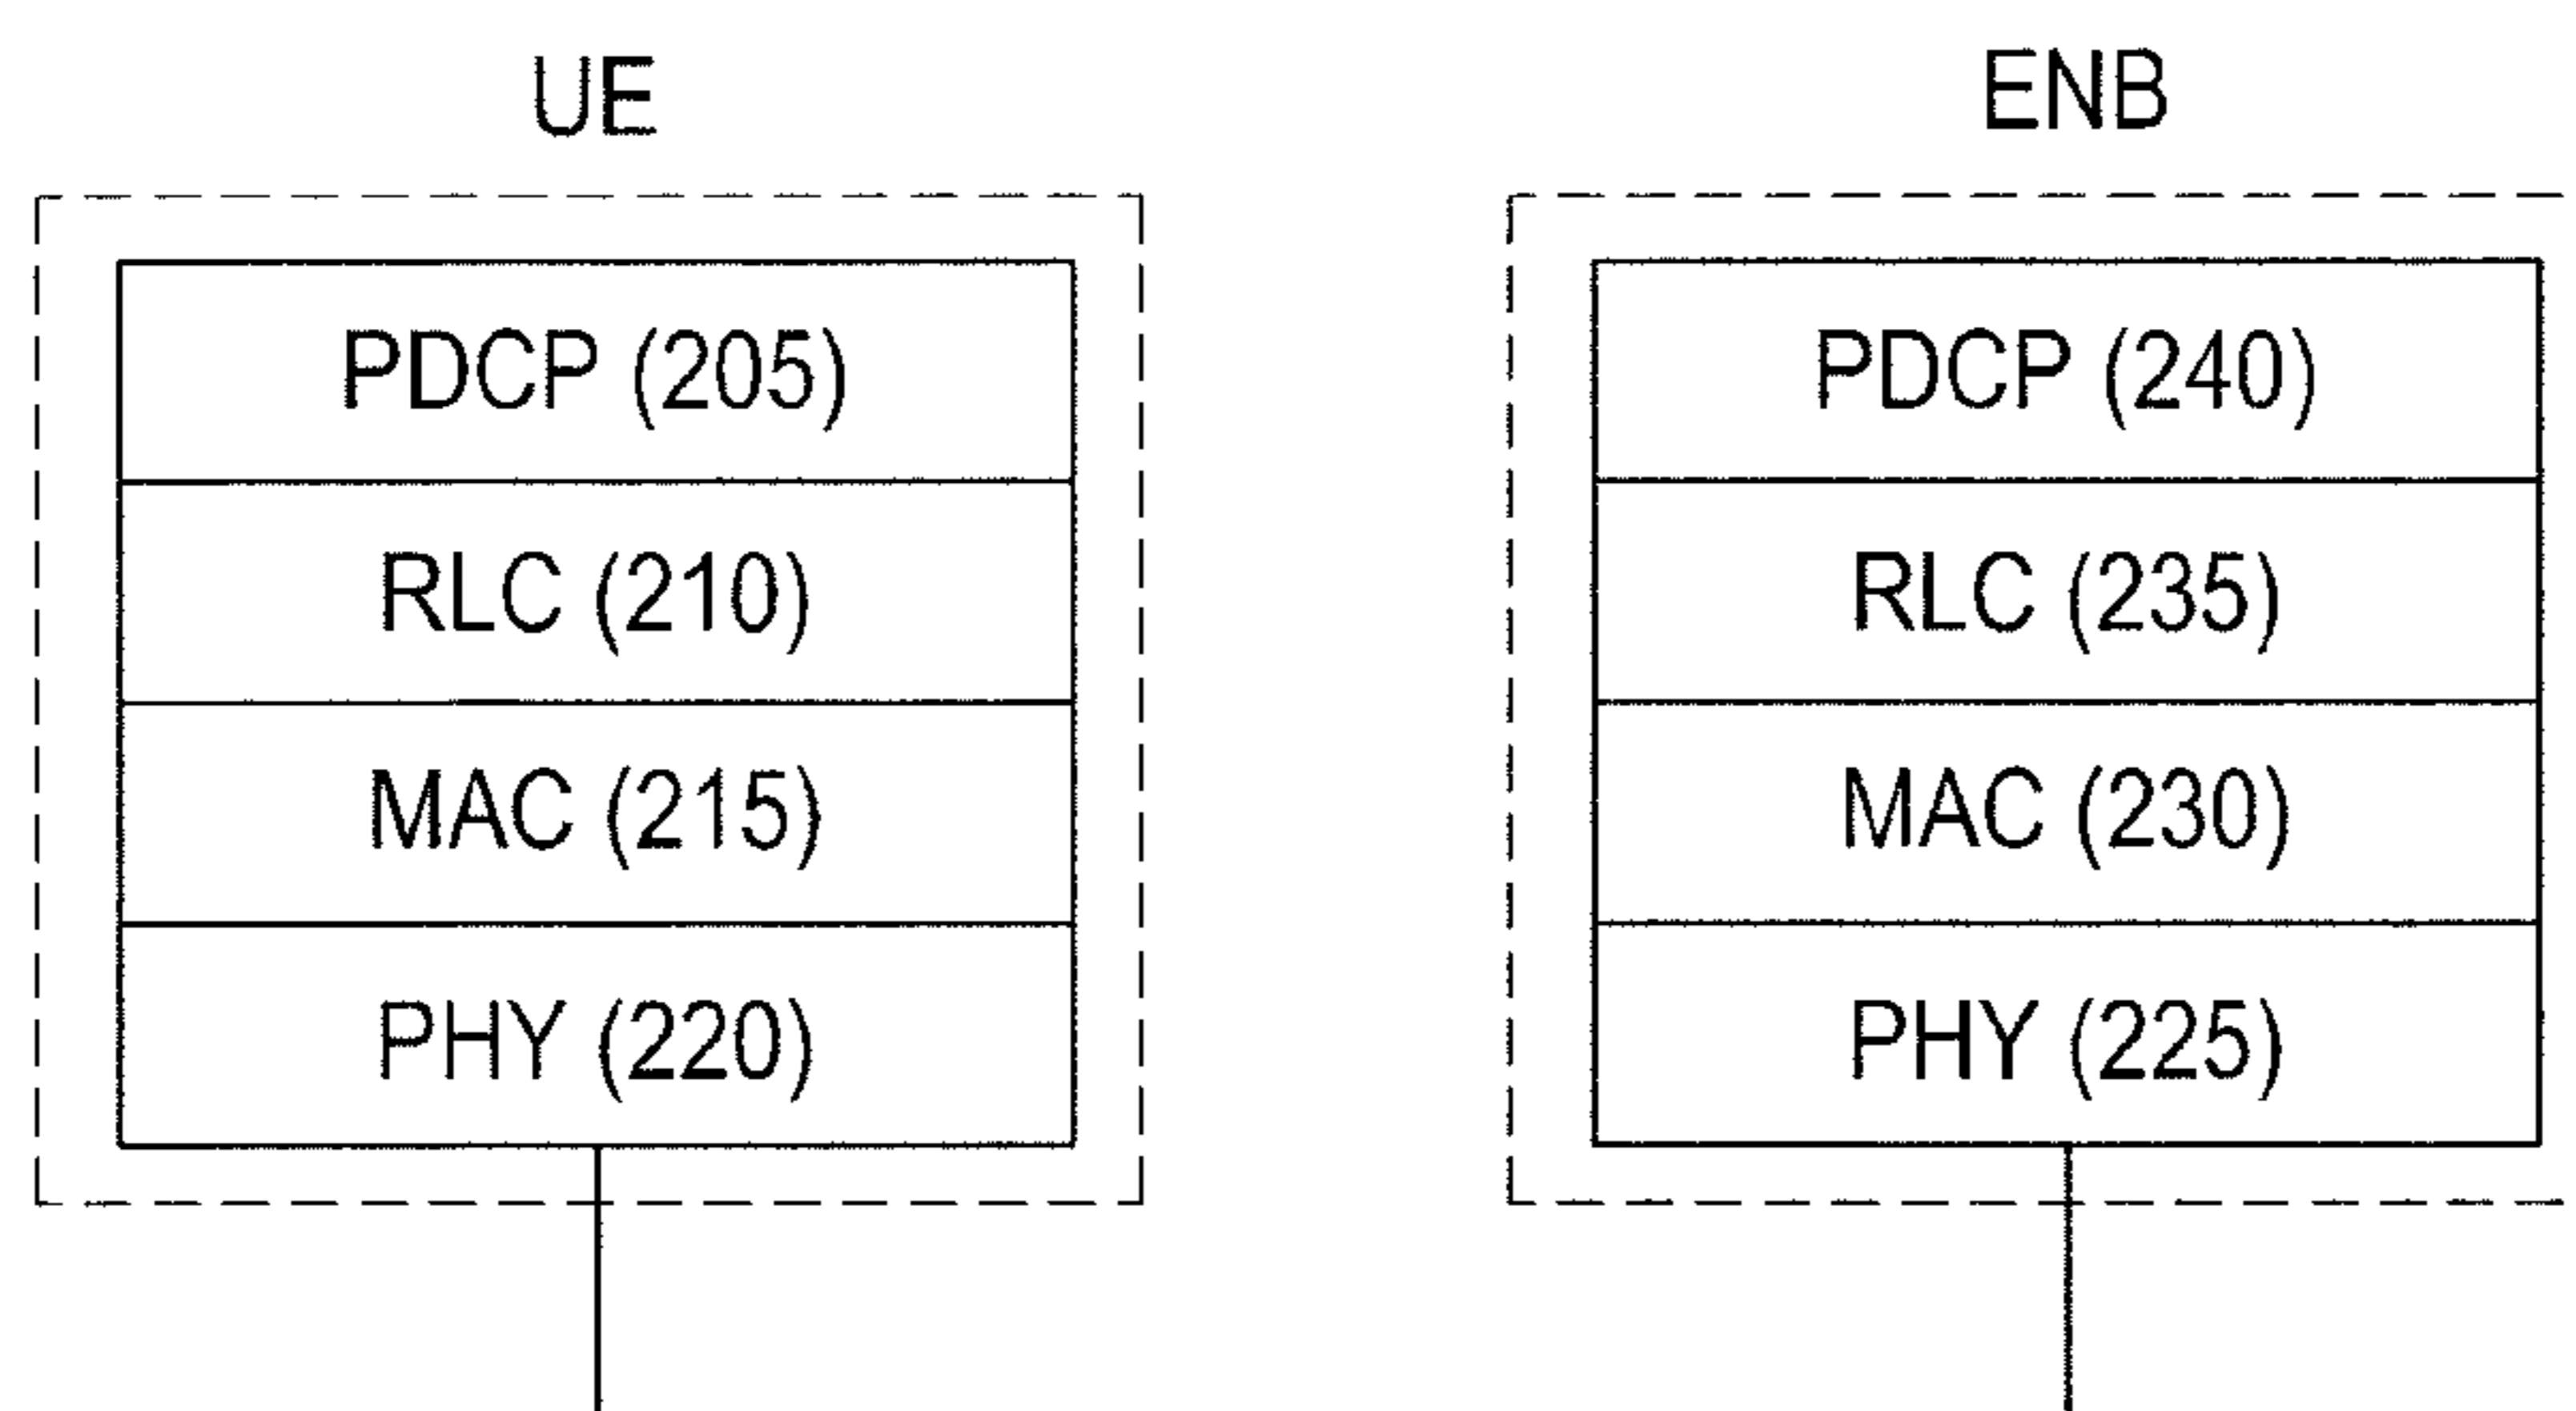 UE
PDCP (205)
RLC (210)
MAC (215)
PHY (220)
ENB
PDCP (240)
RLC (235)
MAC (230)
PHY (225)